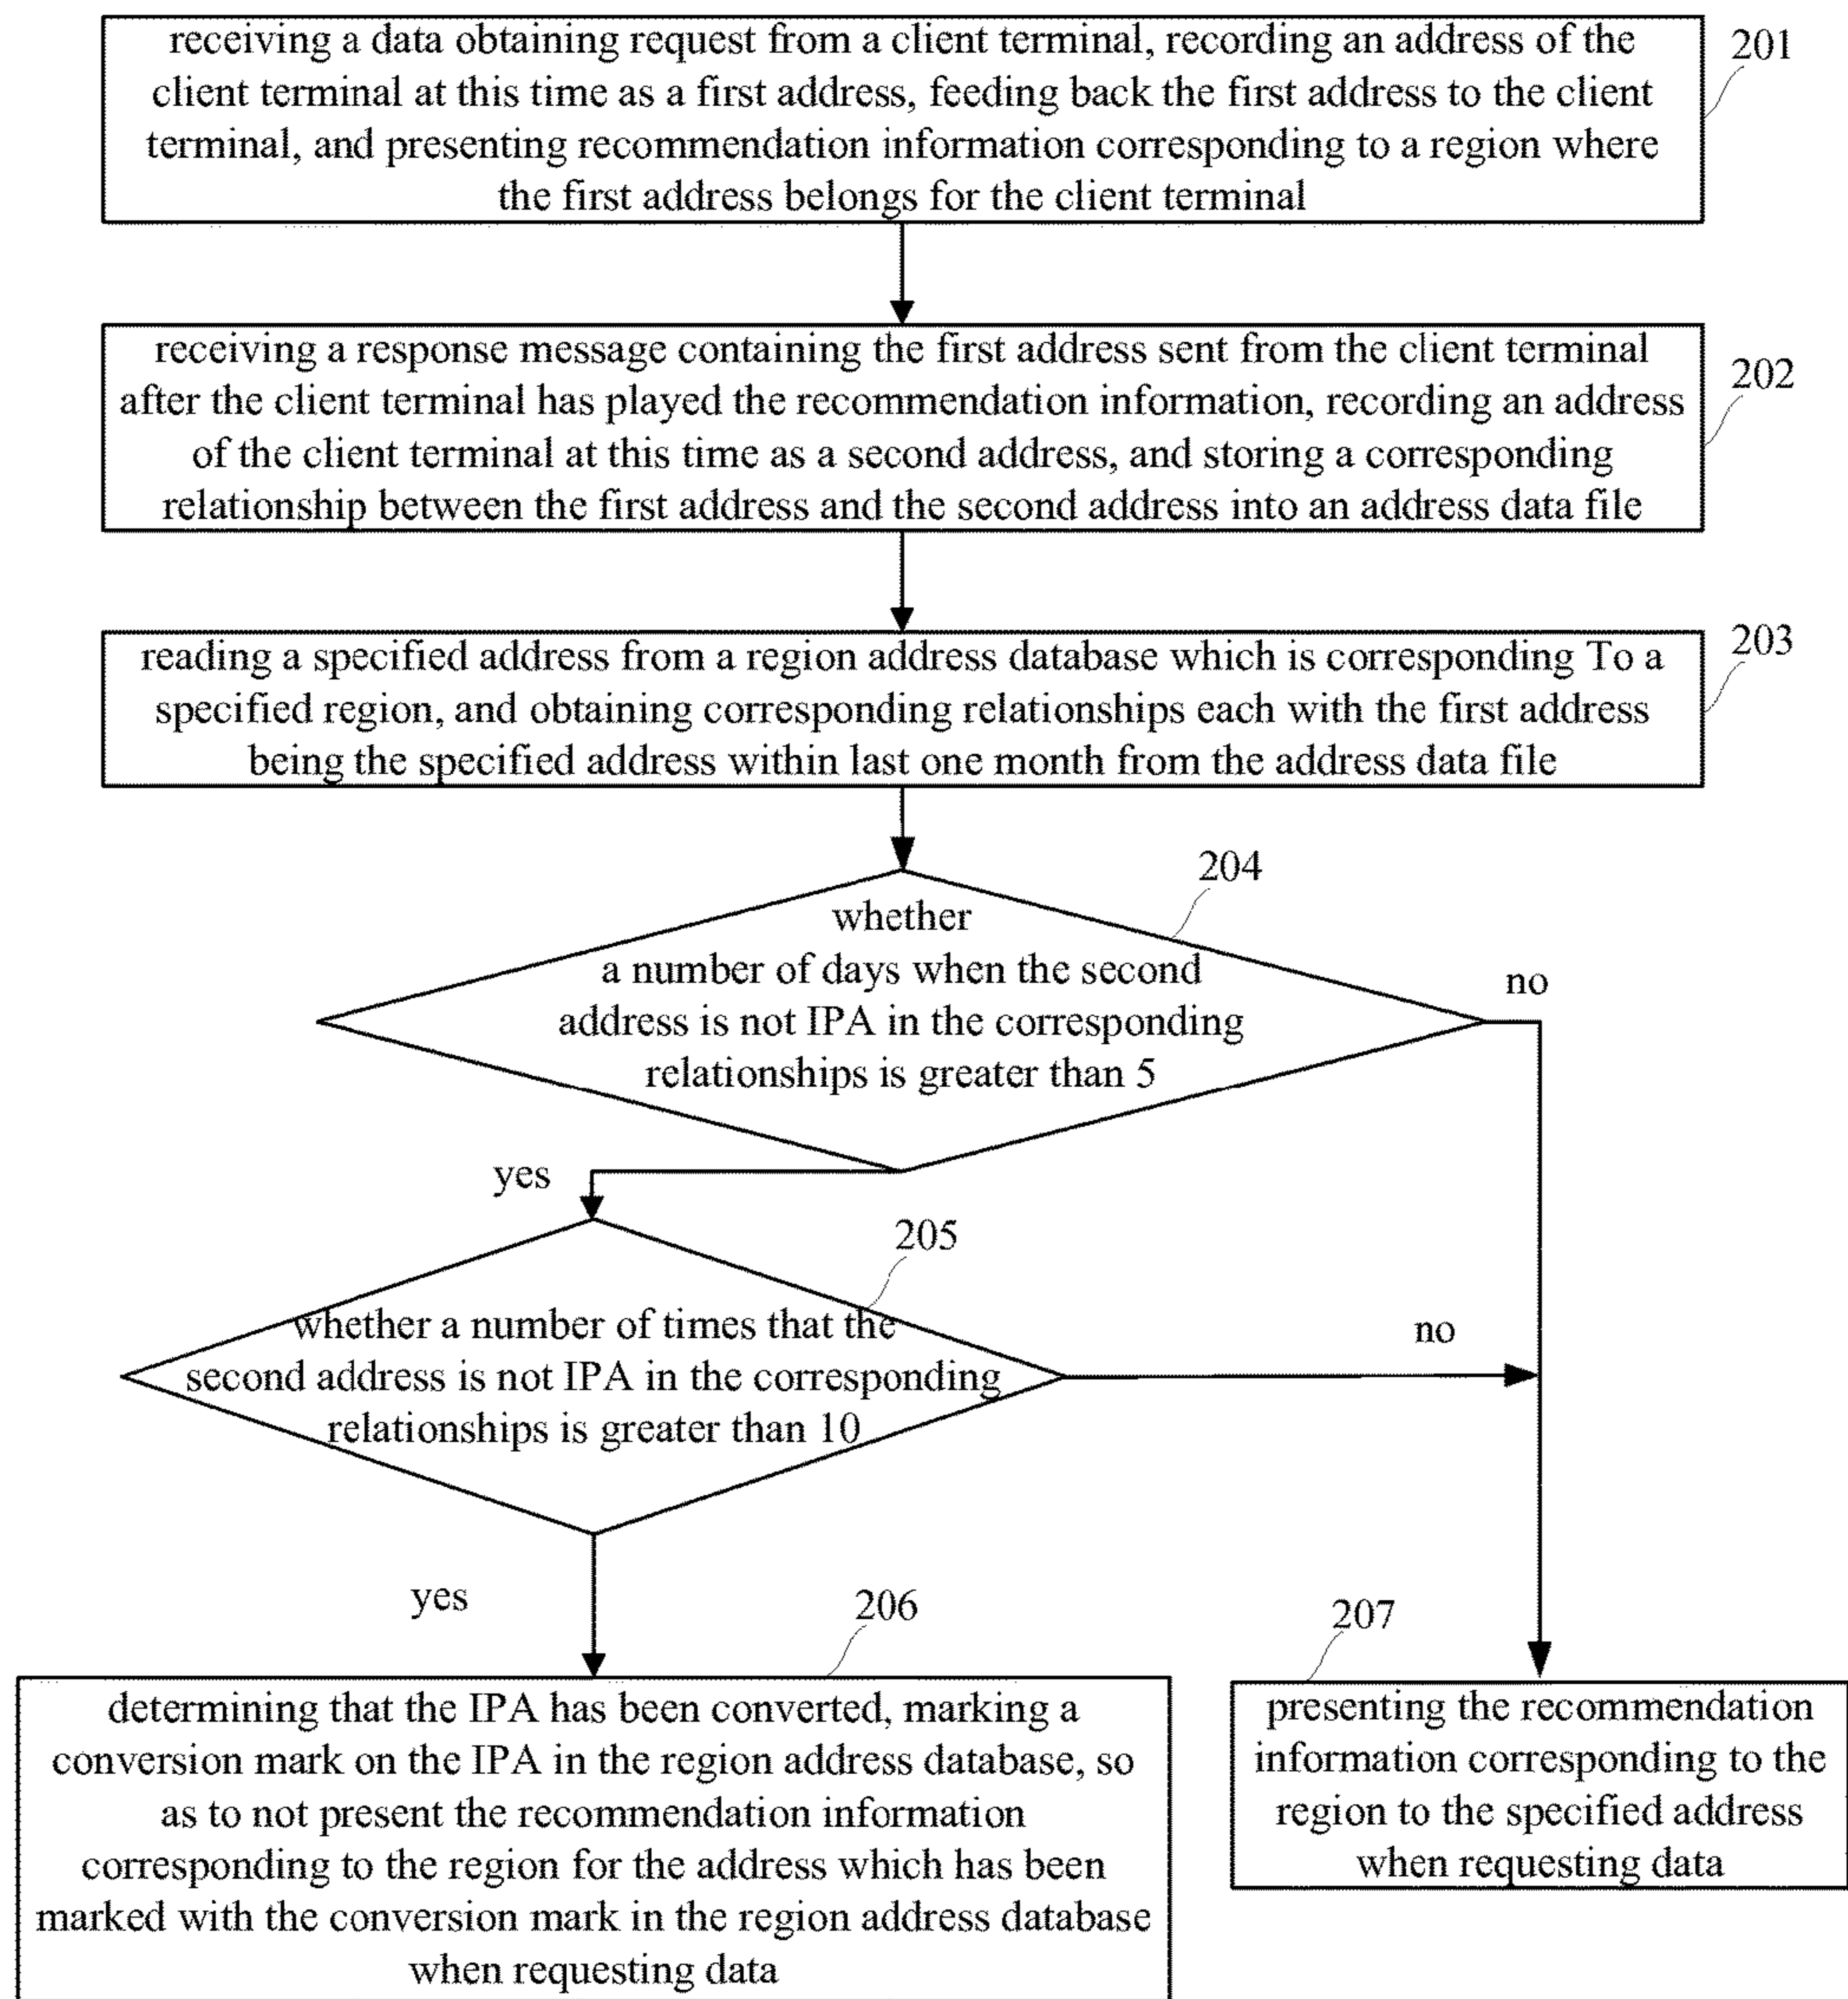 receiving a data obtaining request from a client terminal, recording an address of the
client terminal at this time as a first address, feeding back the first address to the client
terminal, and presenting recommendation information corresponding to a region where
the first address belongs for the client terminal
201
receiving a response message containing the first address sent from the client terminal
after the client terminal has played the recommendation information, recording an address
of the client terminal at this time as a second address, and storing a corresponding
relationship between the first address and the second address into an address data file
202
reading a specified address from a region address database which is corresponding To a
specified region, and obtaining corresponding relationships each with the first address
being the specified address within last one month from the address data file
203
204
whether
a number of days when the second
address is not IPA in the corresponding
relationships is greater than 5
no
yes
205
whether a number of times that the
second address is not IPA in the corresponding
relationships is greater than 10
no
yes
206
determining that the IPA has been converted, marking a
conversion mark on the IPA in the region address database, so
as to not present the recommendation information
corresponding to the region for the address which has been
marked with the conversion mark in the region address database
when requesting data
207
presenting the recommendation
information corresponding to the
region to the specified address
when requesting data